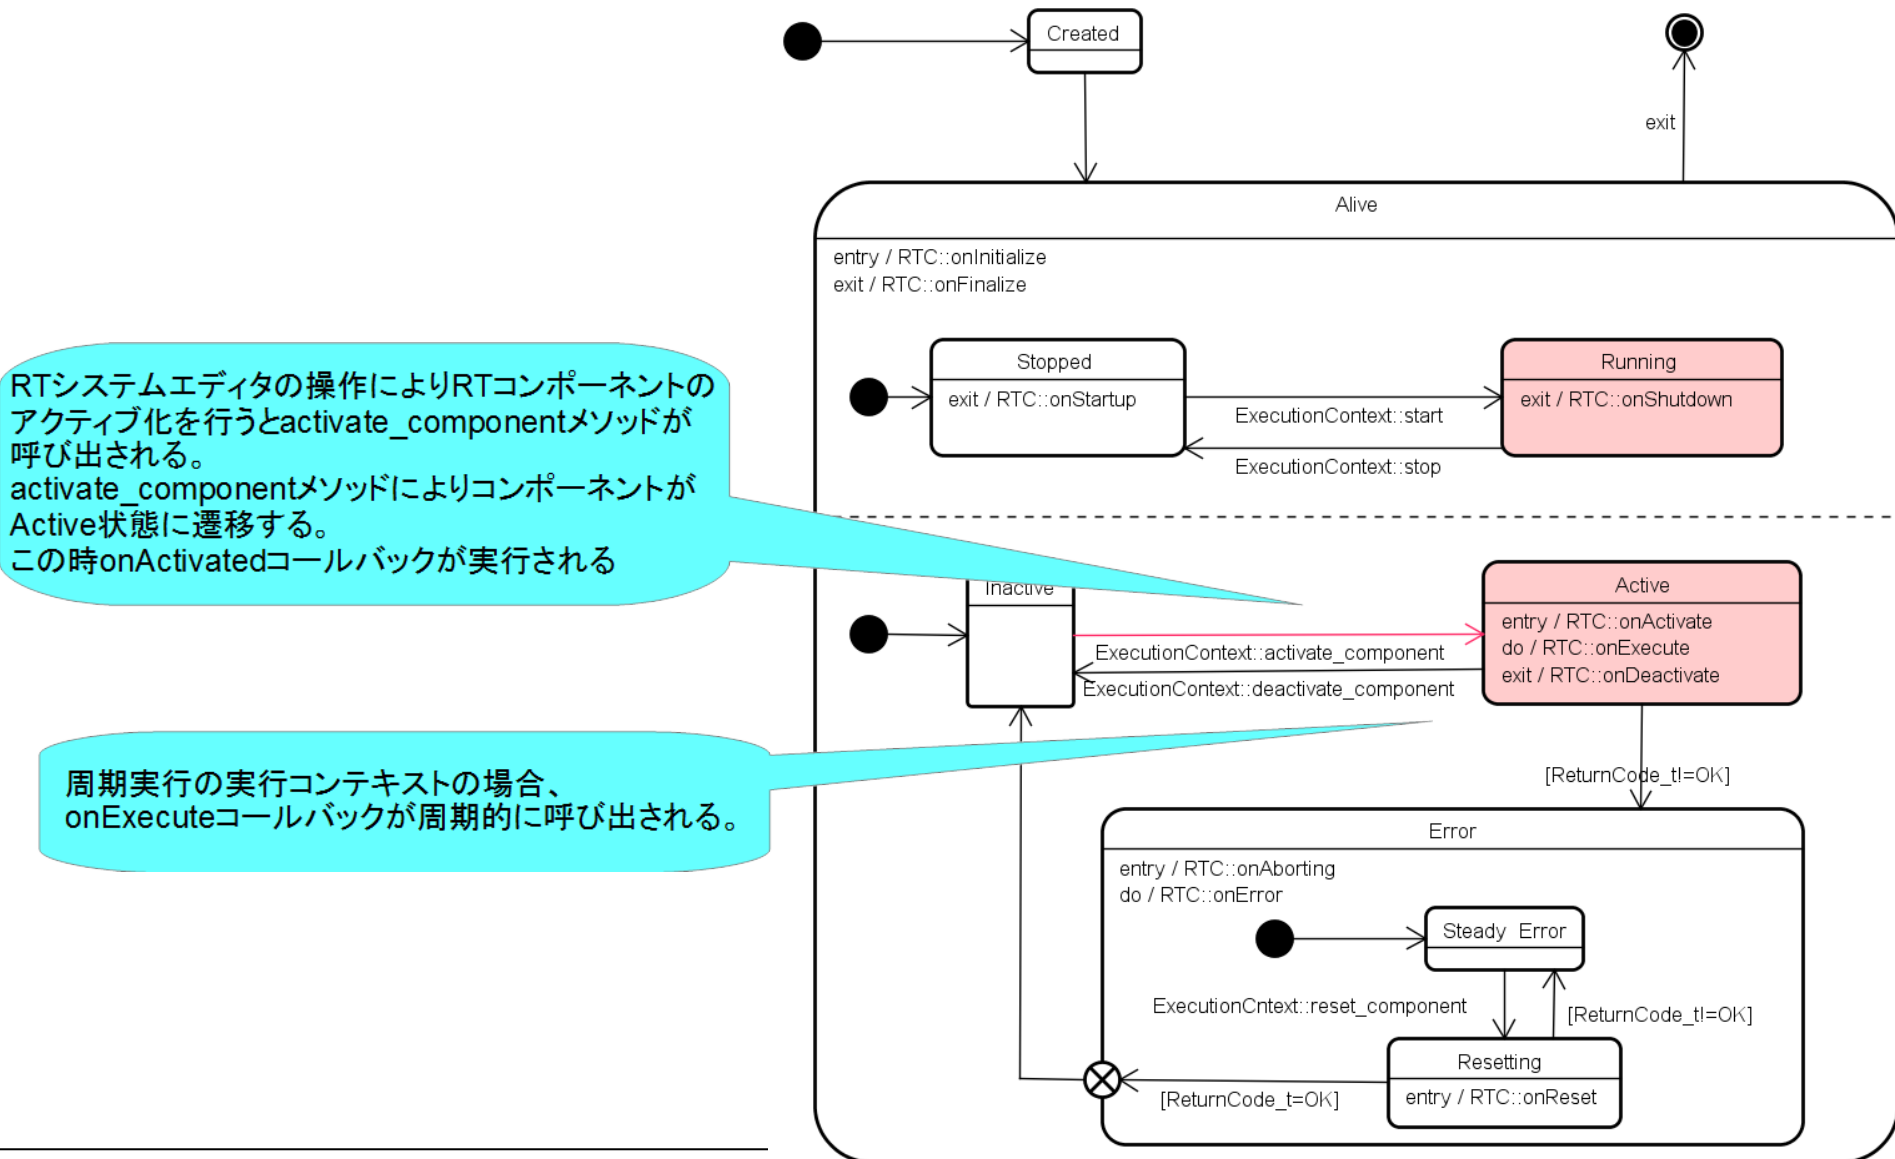 Created
exit
Alive
entry / RTC::onInitialize
exit / RTC::onFinalize
Stopped
exit / RTC::onStartup
ExecutionContext::start
ExecutionContext::stop
Running
exit / RTC::onShutdown
RTシステムエディタの操作によりRTコンポーネントの
アクティブ化を行うとactivate_componentメソッドが
呼び出される。
activate_componentメソッドによりコンポーネントが
Active状態に遷移する。
この時onActivatedコールバックが実行される
Inactive
ExecutionContext::activate_component
ExecutionContext::deactivate_component
Active
entry / RTC::onActivate
do / RTC::onExecute
exit / RTC::onDeactivate
周期実行の実行コンテキストの場合、
onExecuteコールバックが周期的に呼び出される。
[ReturnCode_t!=OK]
Error
entry / RTC::onAborting
do / RTC::onError
Steady Error
ExecutionCntext::reset_component
[ReturnCode_t!=OK]
Resetting
entry / RTC::onReset
[ReturnCode_t=OK]